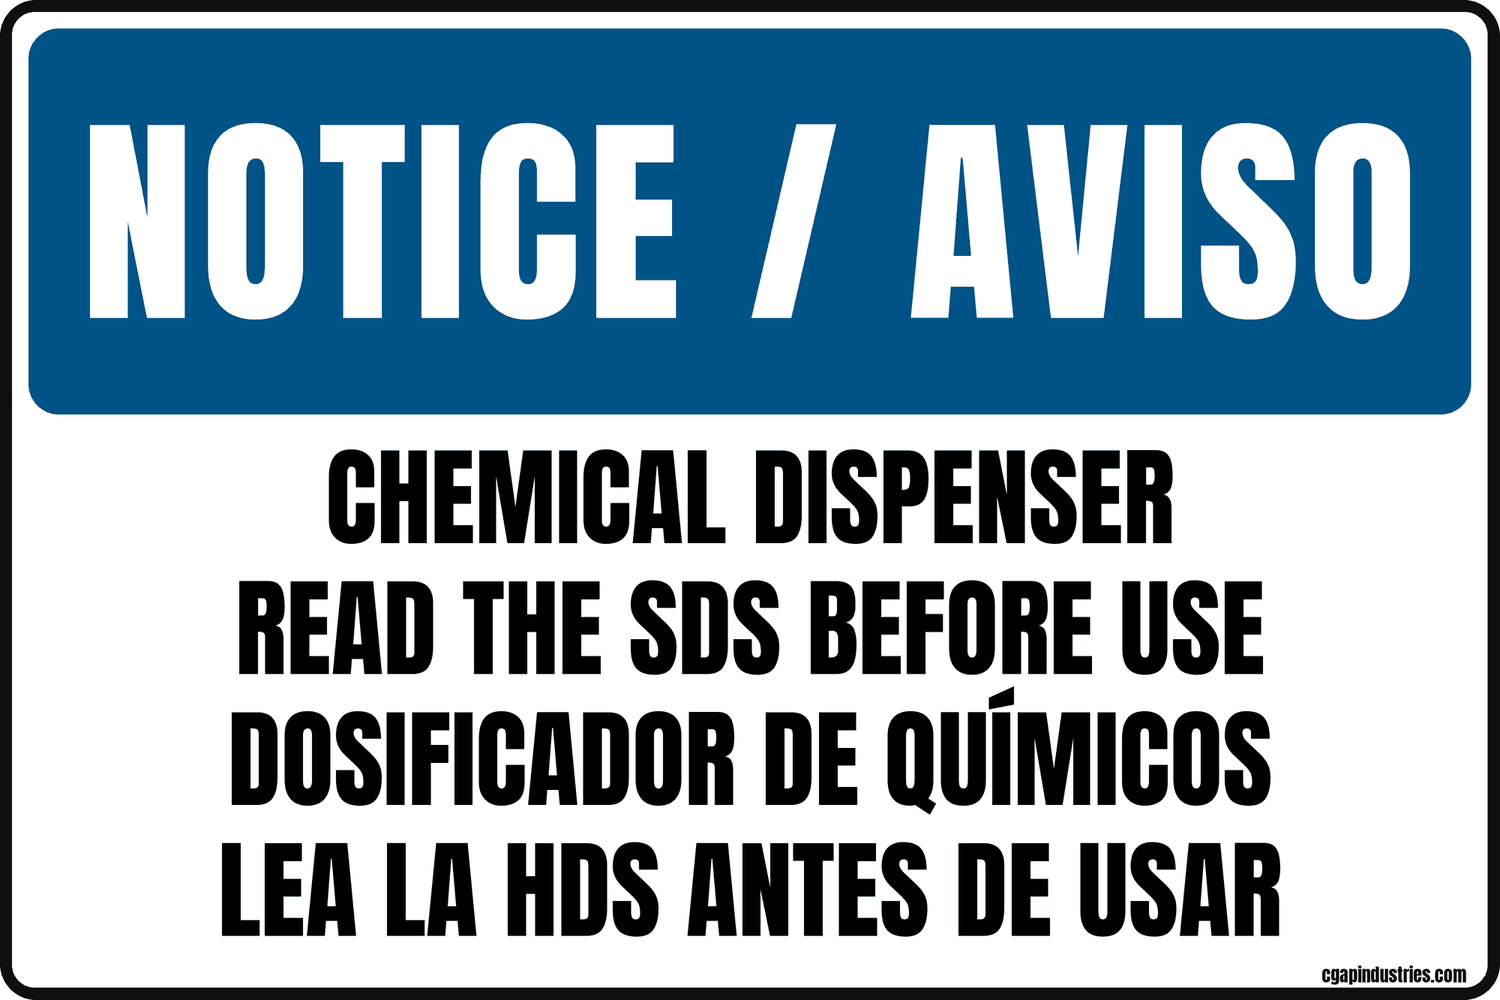 NOTICE / AVISO
CHEMICAL DISPENSER
READ THE SDS BEFORE USE
DOSIFICADOR DE QUÍMICOS
LEA LA HDS ANTES DE USAR
cgapindustries.com